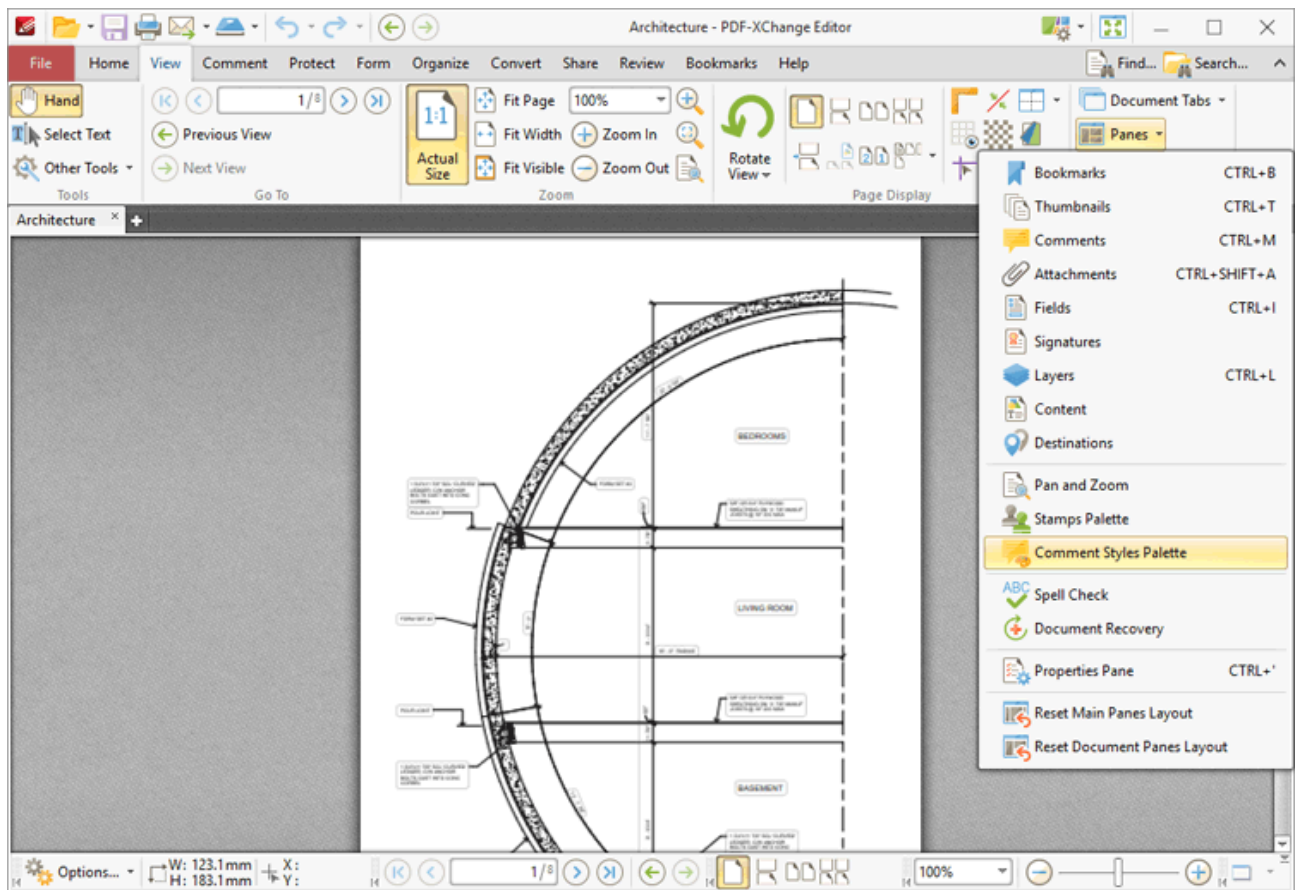 Architecture - PDF-XChange Editor
File Home View Comment Protect Form Organize Convert Share Review Bookmarks Help Find... Search...
Hand 1/8 1:1 Fit Page 100% Document Tabs
Select Text Previous View Fit Width Zoom In Panes
Other Tools Next View Actual Size Fit Visible Zoom Out Rotate View
Tools Go To Zoom Page Display
Architecture
Bookmarks CTRL+B
Thumbnails CTRL+T
Comments CTRL+M
Attachments CTRL+SHIFT+A
Fields CTRL+I
Signatures
Layers CTRL+L
Content
Destinations
Pan and Zoom
Stamps Palette
Comment Styles Palette
ABC Spell Check
Document Recovery
Properties Pane CTRL+'
Reset Main Panes Layout
Reset Document Panes Layout
BEDROOMS
LIVING ROOM
BASEMENT
Options... W: 123.1 mm X: 1/8 100%
H: 183.1 mm Y: